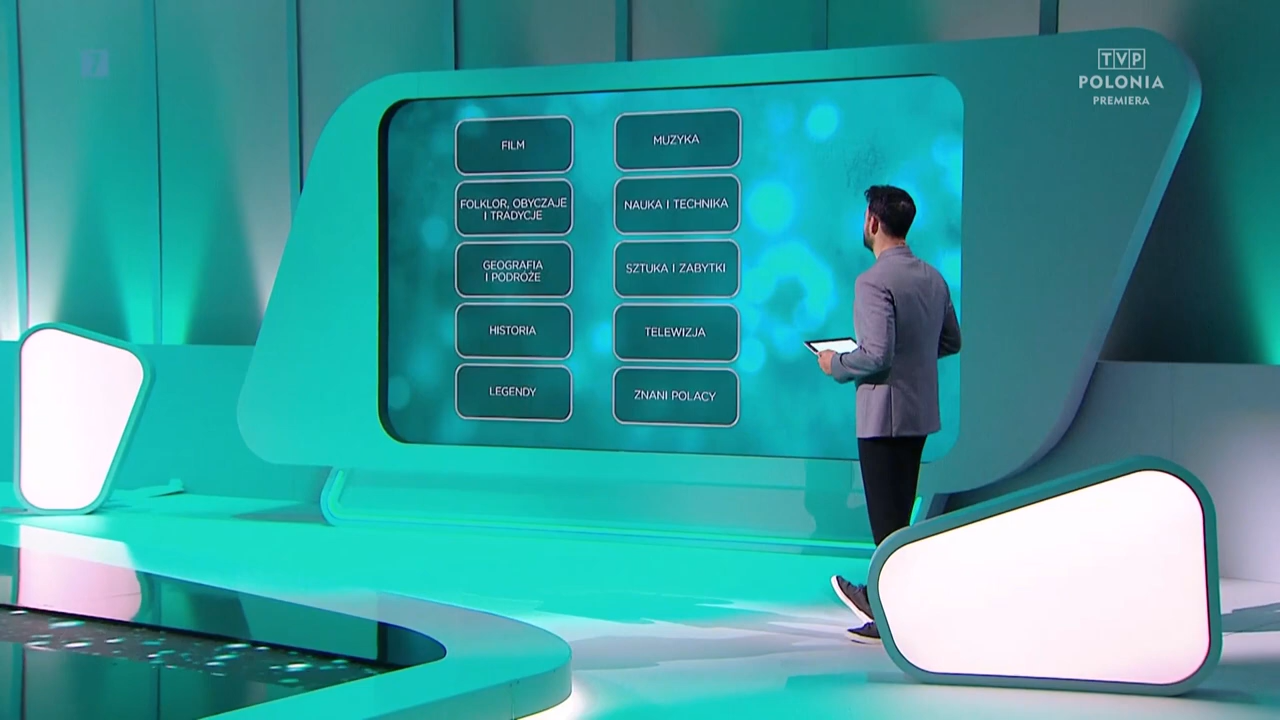 7
TVP
POLONIA
PREMIERA
FILM
FOLKLOR, OBYCZAJE
I TRADYCJE
GEOGRAFIA
I PODRÓŻE
HISTORIA
LEGENDY
MUZYKA
NAUKA I TECHNIKA
SZTUKA I ZABYTKI
TELEWIZJA
ZNANI POLACY